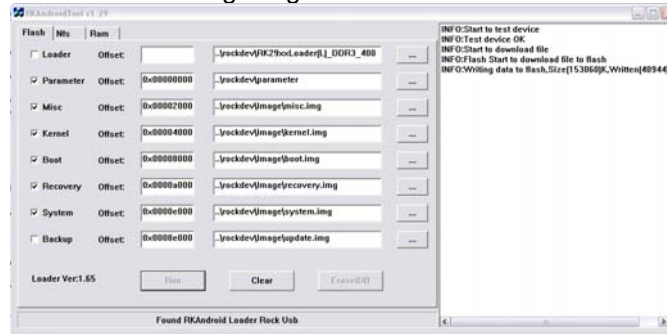 RKAndroidTool v1.29
Flash Nfs Ram
Loader Offset: ..\rockdev\RK29xxLoader(L)_DDR3_400 ...
Parameter Offset: 0x00000000 ..\rockdev\parameter ...
Misc Offset: 0x00002000 ..\rockdev\Image\misc.img ...
Kernel Offset: 0x00004000 ..\rockdev\Image\kernel.img ...
Boot Offset: 0x00008000 ..\rockdev\Image\boot.img ...
Recovery Offset: 0x0000a000 ..\rockdev\Image\recovery.img ...
System Offset: 0x0000e000 ..\rockdev\Image\system.img ...
Backup Offset: 0x0008e000 ..\rockdev\Image\update.img ...
Loader Ver:1.65 Run Clear EraseIDB
Found RKAndroid Loader Rock Usb
INFO:Start to test device
INFO:Test device OK
INFO:Start to download file
INFO:Flash Start to download file to flash
INFO:Writing data to flash,Size(153060)K,Written(40944)